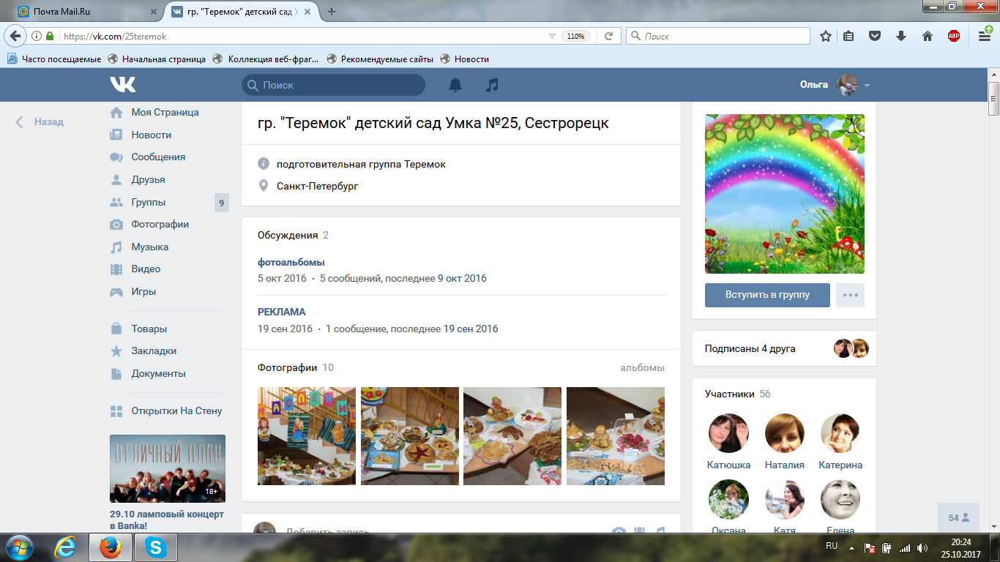 Почта Mail.Ru
гр. "Теремок" детский сад У
https://vk.com/25teremok
110%
Поиск
ABP
Часто посещаемые
Начальная страница
Коллекция веб-фраг...
Рекомендуемые сайты
Новости
Поиск
Ольга
Назад
Моя Страница
Новости
Сообщения
Друзья
Группы 9
Фотографии
Музыка
Видео
Игры
Товары
Закладки
Документы
Открытки На Стену
ОТЛИЧНЫЙ ПЛАН
18+
29.10 ламповый концерт
в Banka!
гр. "Теремок" детский сад Умка №25, Сестрорецк
подготовительная группа Теремок
Санкт-Петербург
Обсуждения 2
фотоальбомы
5 окт 2016 · 5 сообщений, последнее 9 окт 2016
РЕКЛАМА
19 сен 2016 · 1 сообщение, последнее 19 сен 2016
Фотографии 10
альбомы
Добавить запись
Вступить в группу
Подписаны 4 друга
Участники 56
Катюшка
Наталия
Катерина
Оксана
Катя
Елена
54
RU
20:24
25.10.2017